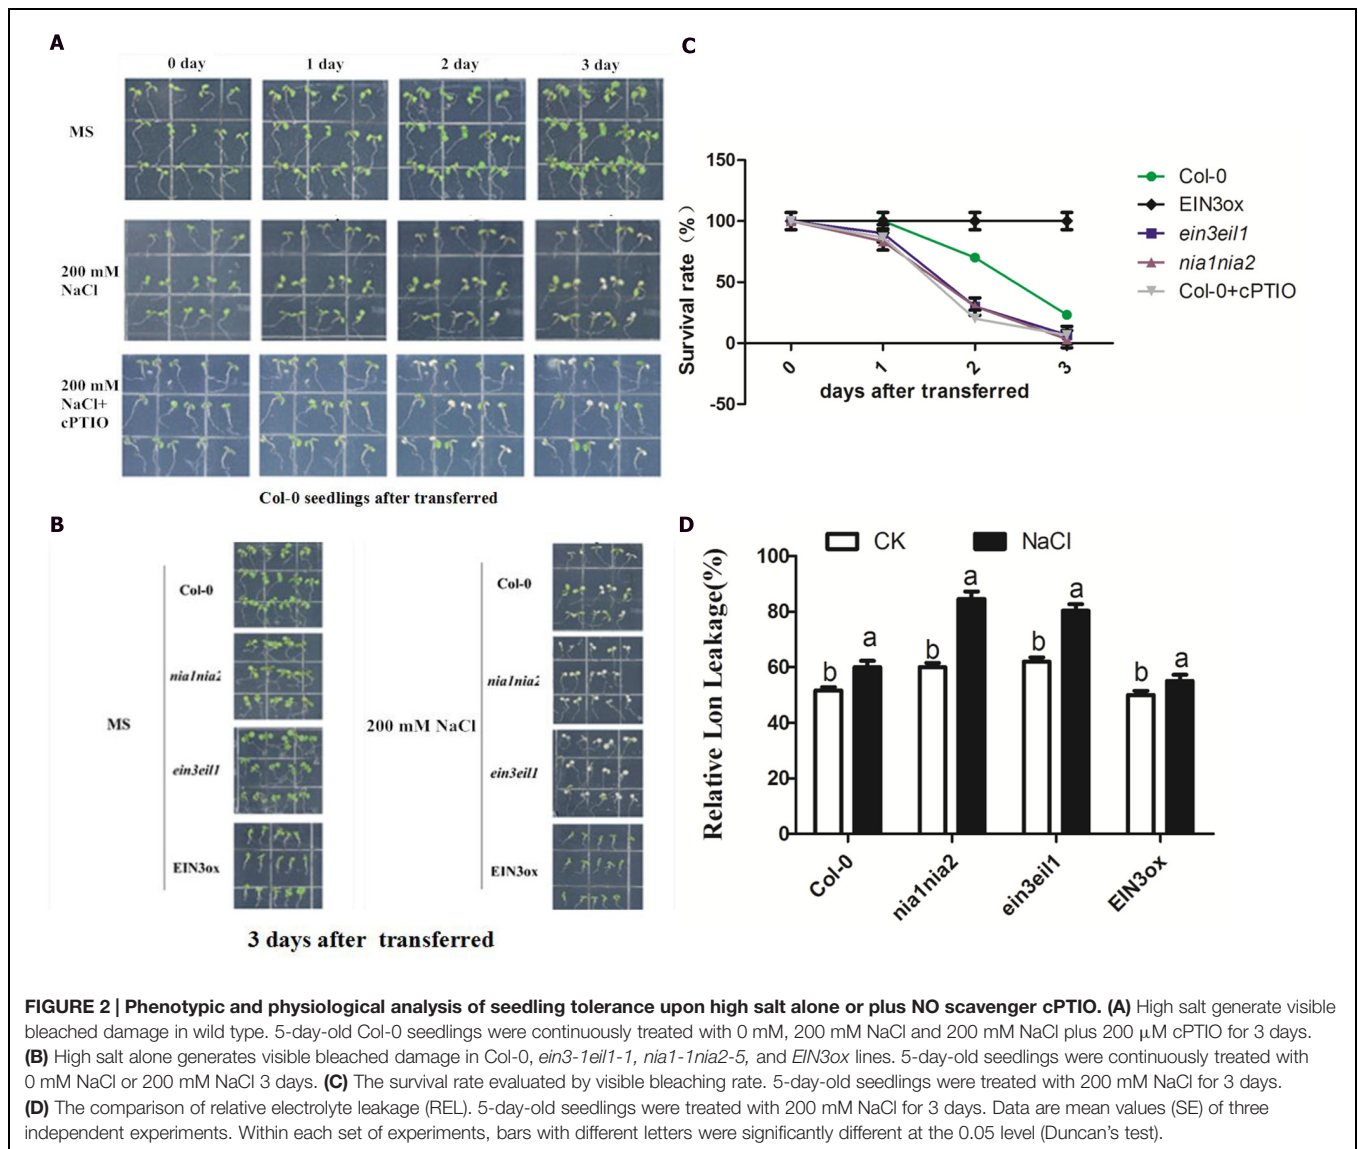 A
0 day 1 day 2 day 3 day
MS
200 mM
NaCl
200 mM
NaCl+
cPTIO
Col-0 seedlings after transferred
B
MS
Col-0
nia1nia2
ein3eil1
EIN3ox
200 mM NaCl
Col-0
nia1nia2
ein3eil1
EIN3ox
3 days after transferred
C
Survival rate (%)
150
100
50
0
-50
0 1 2 3
days after transferred
Col-0
EIN3ox
ein3eil1
nia1nia2
Col-0+cPTIO
D
CK NaCl
Relative Lon Leakage(%)
100
80
60
40
20
0
b a b a b a b a
Col-0 nia1nia2 ein3eil1 EIN3ox
FIGURE 2 | Phenotypic and physiological analysis of seedling tolerance upon high salt alone or plus NO scavenger cPTIO. (A) High salt generate visible
bleached damage in wild type. 5-day-old Col-0 seedlings were continuously treated with 0 mM, 200 mM NaCl and 200 mM NaCl plus 200 μM cPTIO for 3 days.
(B) High salt alone generates visible bleached damage in Col-0, ein3-1eil1-1, nia1-1nia2-5, and EIN3ox lines. 5-day-old seedlings were continuously treated with
0 mM NaCl or 200 mM NaCl 3 days. (C) The survival rate evaluated by visible bleaching rate. 5-day-old seedlings were treated with 200 mM NaCl for 3 days.
(D) The comparison of relative electrolyte leakage (REL). 5-day-old seedlings were treated with 200 mM NaCl for 3 days. Data are mean values (SE) of three
independent experiments. Within each set of experiments, bars with different letters were significantly different at the 0.05 level (Duncan's test).